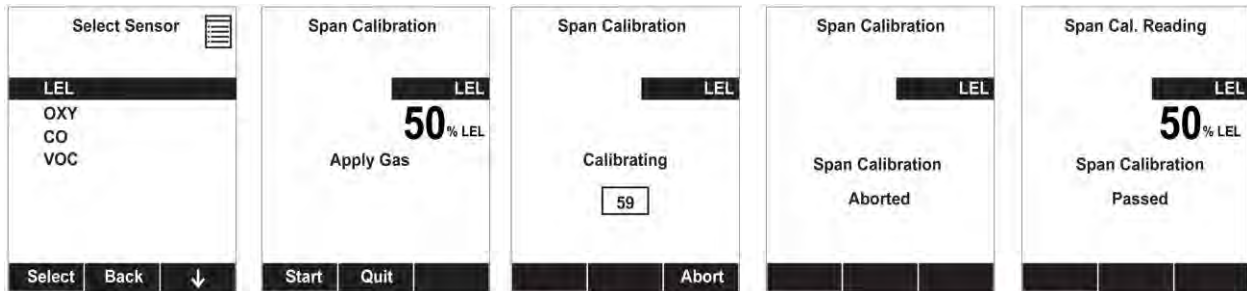 Select Sensor
LEL
OXY
CO
VOC
Select Back ↓
Span Calibration
LEL
50 % LEL
Apply Gas
Start Quit
Span Calibration
LEL
Calibrating
59
Abort
Span Calibration
LEL
Span Calibration
Aborted
Span Cal. Reading
LEL
50 % LEL
Span Calibration
Passed